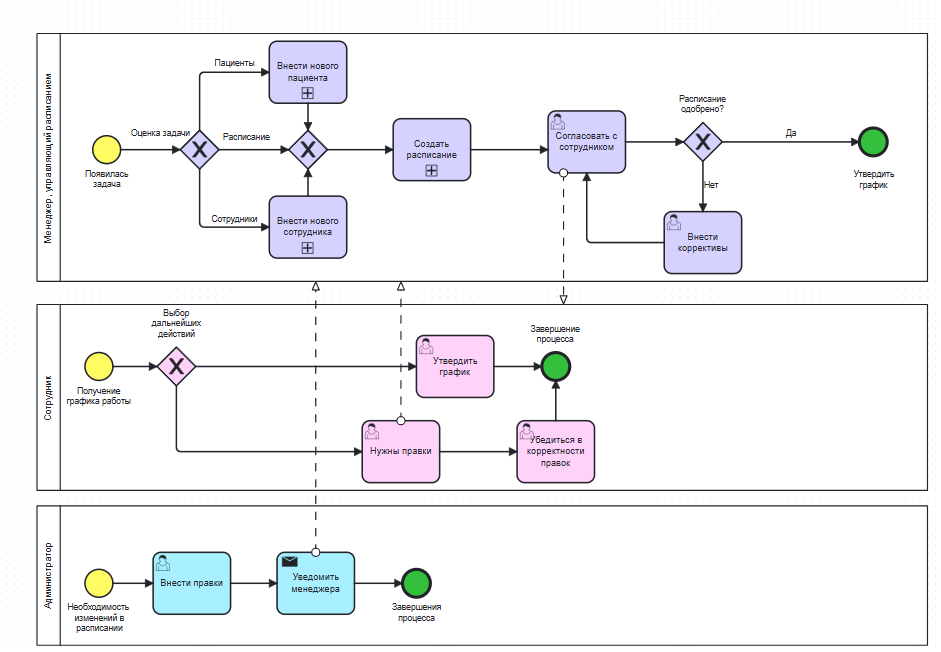 Менеджер, управляющий расписанием
Появилась
задача
Оценка задачи
Пациенты
Расписание
Сотрудники
Внести нового
пациента
Внести нового
сотрудника
Создать
расписание
Согласовать с
сотрудником
Расписание
одобрено?
Да
Нет
Внести
коррективы
Утвердить
график
Сотрудник
Получение
графика работы
Выбор
дальнейших
действий
Утвердить
график
Нужны правки
Убедиться в
корректности
правок
Завершение
процесса
Администратор
Необходимость
изменений в
расписании
Внести правки
Уведомить
менеджера
Завершения
процесса